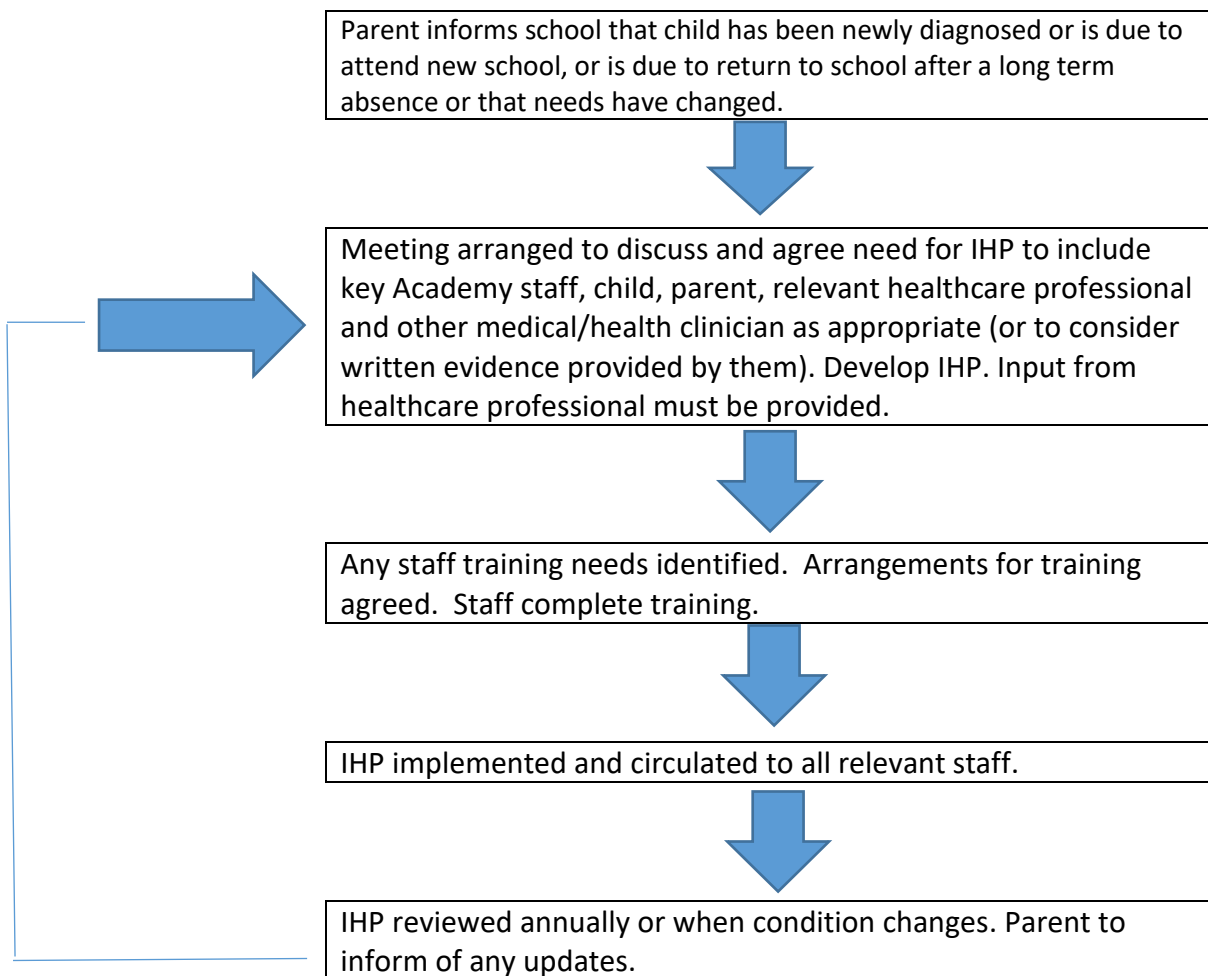 Parent informs school that child has been newly diagnosed or is due to
attend new school, or is due to return to school after a long term
absence or that needs have changed.
Meeting arranged to discuss and agree need for IHP to include
key Academy staff, child, parent, relevant healthcare professional
and other medical/health clinician as appropriate (or to consider
written evidence provided by them). Develop IHP. Input from
healthcare professional must be provided.
Any staff training needs identified.  Arrangements for training
agreed.  Staff complete training.
IHP implemented and circulated to all relevant staff.
IHP reviewed annually or when condition changes. Parent to
inform of any updates.